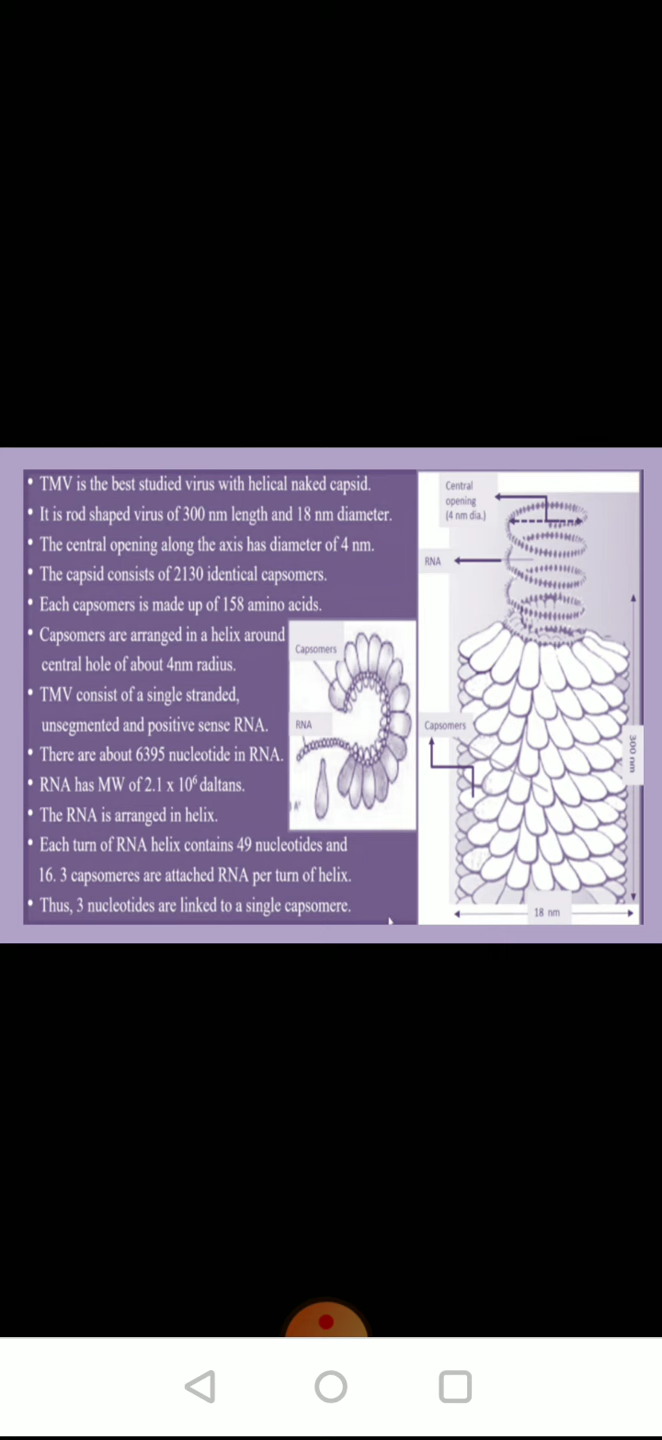 • TMV is the best studied virus with helical naked capsid.
• It is rod shaped virus of 300 nm length and 18 nm diameter.
• The central opening along the axis has diameter of 4 nm.
• The capsid consists of 2130 identical capsomers.
• Each capsomers is made up of 158 amino acids.
• Capsomers are arranged in a helix around
central hole of about 4nm radius.
• TMV consist of a single stranded,
unsegmented and positive sense RNA.
• There are about 6395 nucleotide in RNA.
• RNA has MW of 2.1 x 10⁶ daltans.
• The RNA is arranged in helix.
• Each turn of RNA helix contains 49 nucleotides and
16. 3 capsomeres are attached RNA per turn of helix.
• Thus, 3 nucleotides are linked to a single capsomere.
Capsomers
RNA
Central
opening
(4 nm dia.)
RNA
Capsomers
300 nm
18 nm